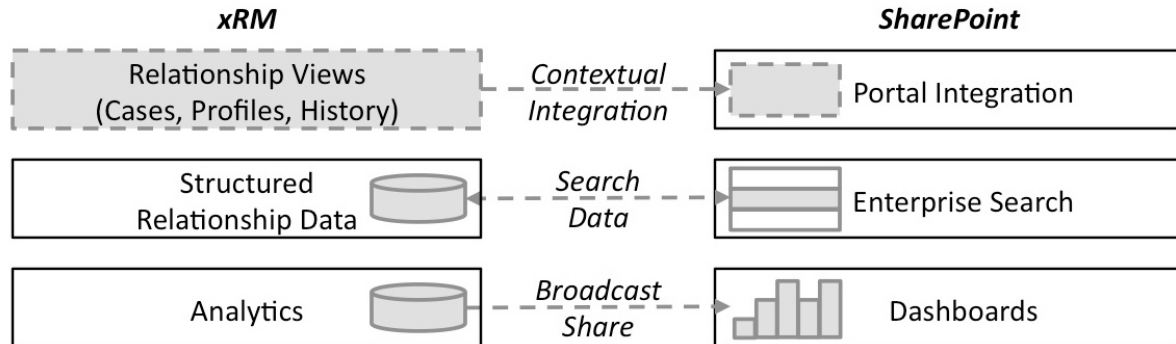 xRM
SharePoint
Relationship Views
(Cases, Profiles, History)
Contextual
Integration
Portal Integration
Structured
Relationship Data
Search
Data
Enterprise Search
Analytics
Broadcast
Share
Dashboards